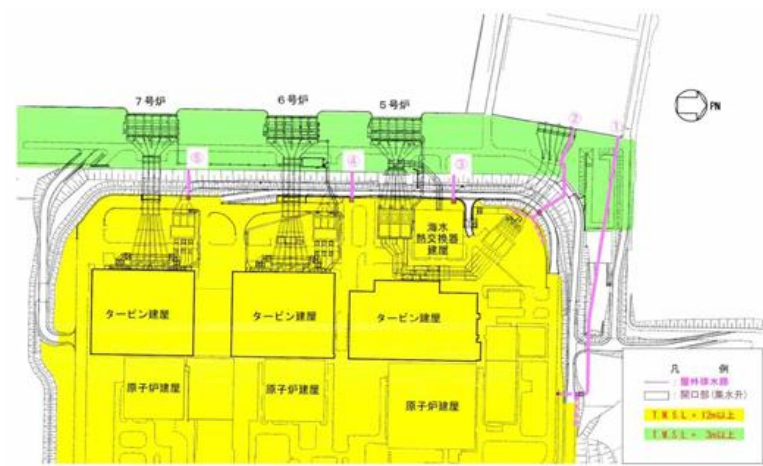 7号炉
6号炉
5号炉
②
①
PN
⑤
④
③
海水
熱交換器
建屋
タービン建屋
タービン建屋
タービン建屋
原子炉建屋
原子炉建屋
原子炉建屋
凡 例
:屋外排水路
:開口部(集水升)
T.M.S.L.+12m以上
T.M.S.L.+ 3m以上